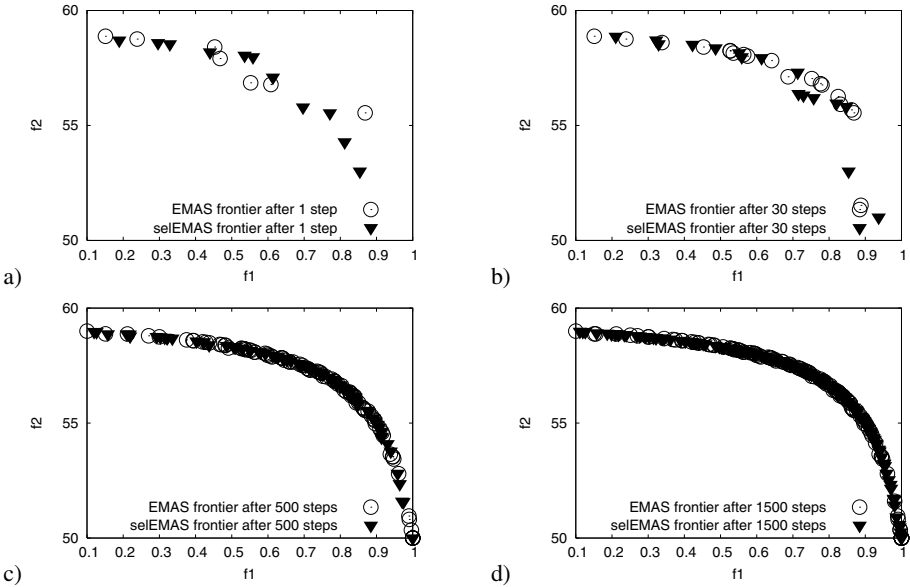 60
55
50
f2
EMAS frontier after 1 step
selEMAS frontier after 1 step
0.1 0.2 0.3 0.4 0.5 0.6 0.7 0.8 0.9 1
f1
a)
60
55
50
f2
EMAS frontier after 30 steps
selEMAS frontier after 30 steps
0.1 0.2 0.3 0.4 0.5 0.6 0.7 0.8 0.9 1
f1
b)
60
55
50
f2
EMAS frontier after 500 steps
selEMAS frontier after 500 steps
0.1 0.2 0.3 0.4 0.5 0.6 0.7 0.8 0.9 1
f1
c)
60
55
50
f2
EMAS frontier after 1500 steps
selEMAS frontier after 1500 steps
0.1 0.2 0.3 0.4 0.5 0.6 0.7 0.8 0.9 1
f1
d)